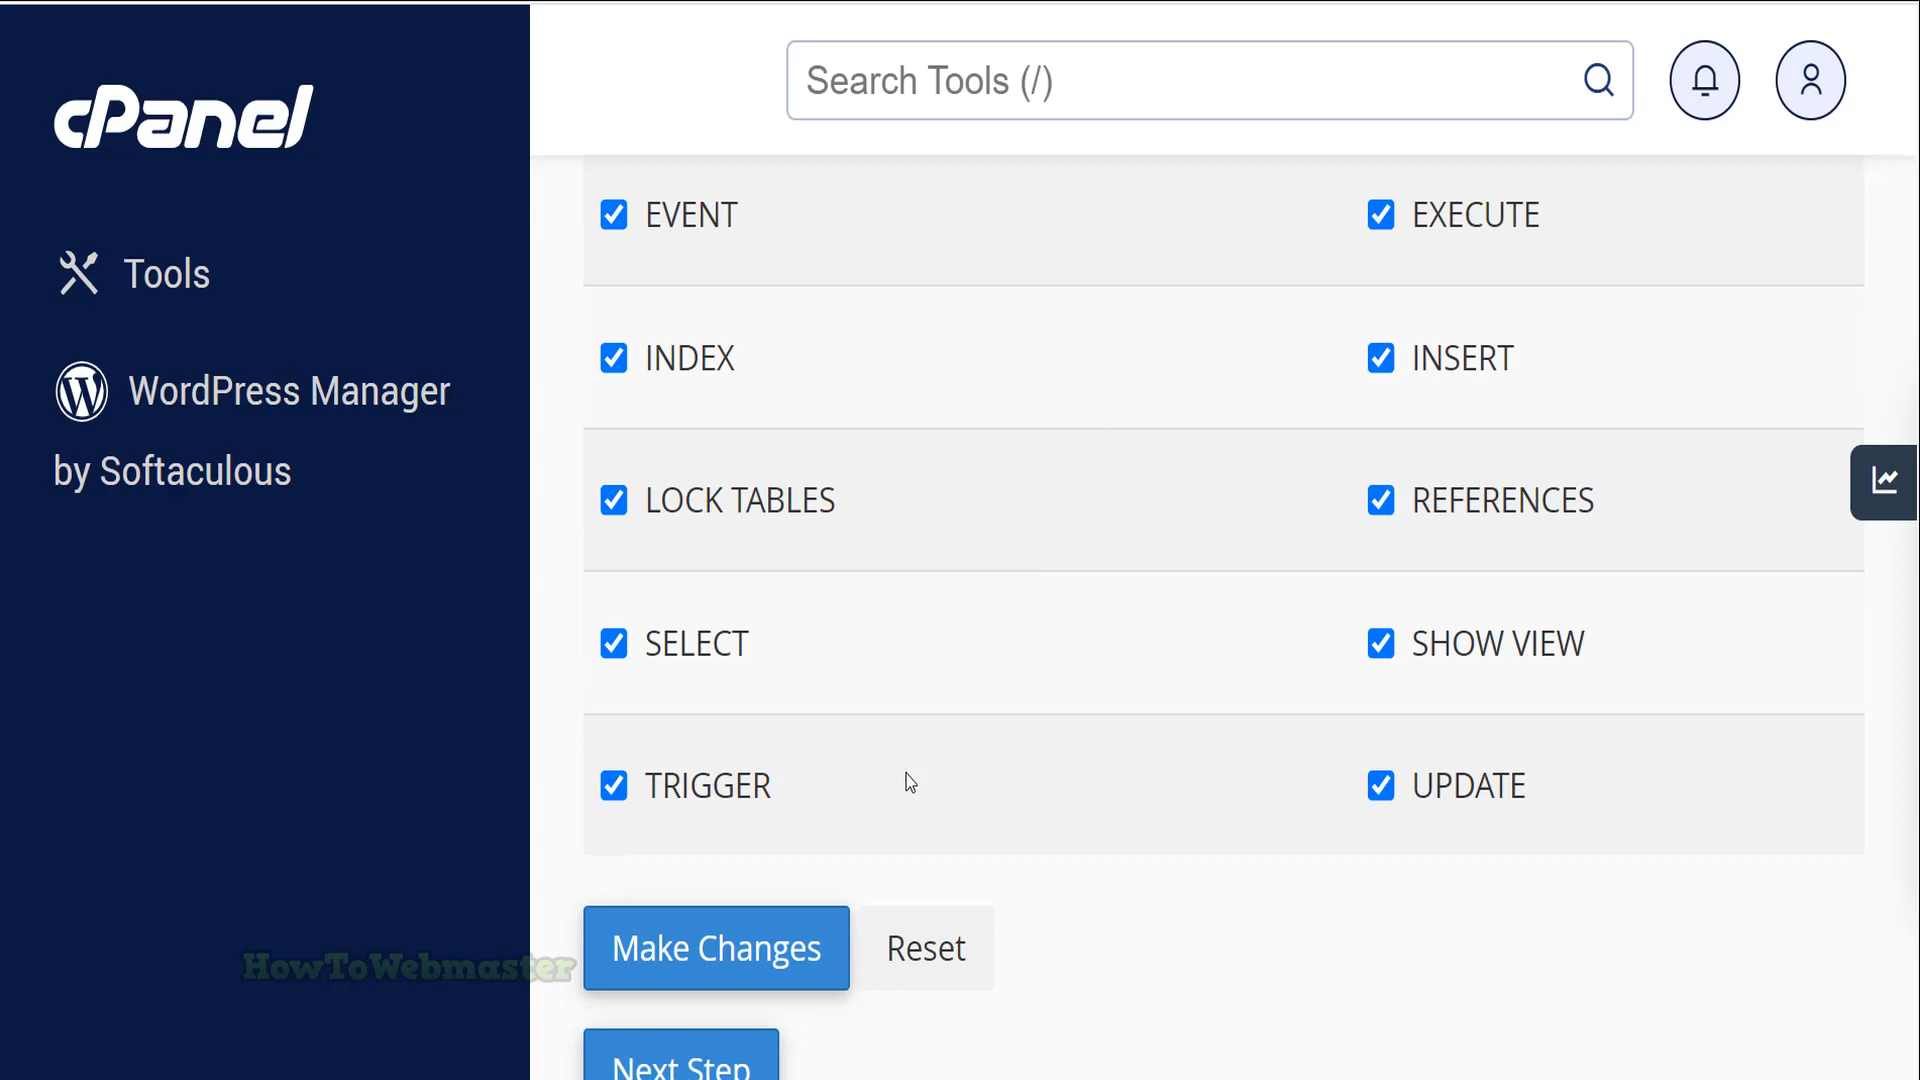 cPanel
Search Tools (/)
Tools
WordPress Manager
by Softaculous
EVENT
EXECUTE
INDEX
INSERT
LOCK TABLES
REFERENCES
SELECT
SHOW VIEW
TRIGGER
UPDATE
Make Changes
Reset
HowToWebmaster
Next Step